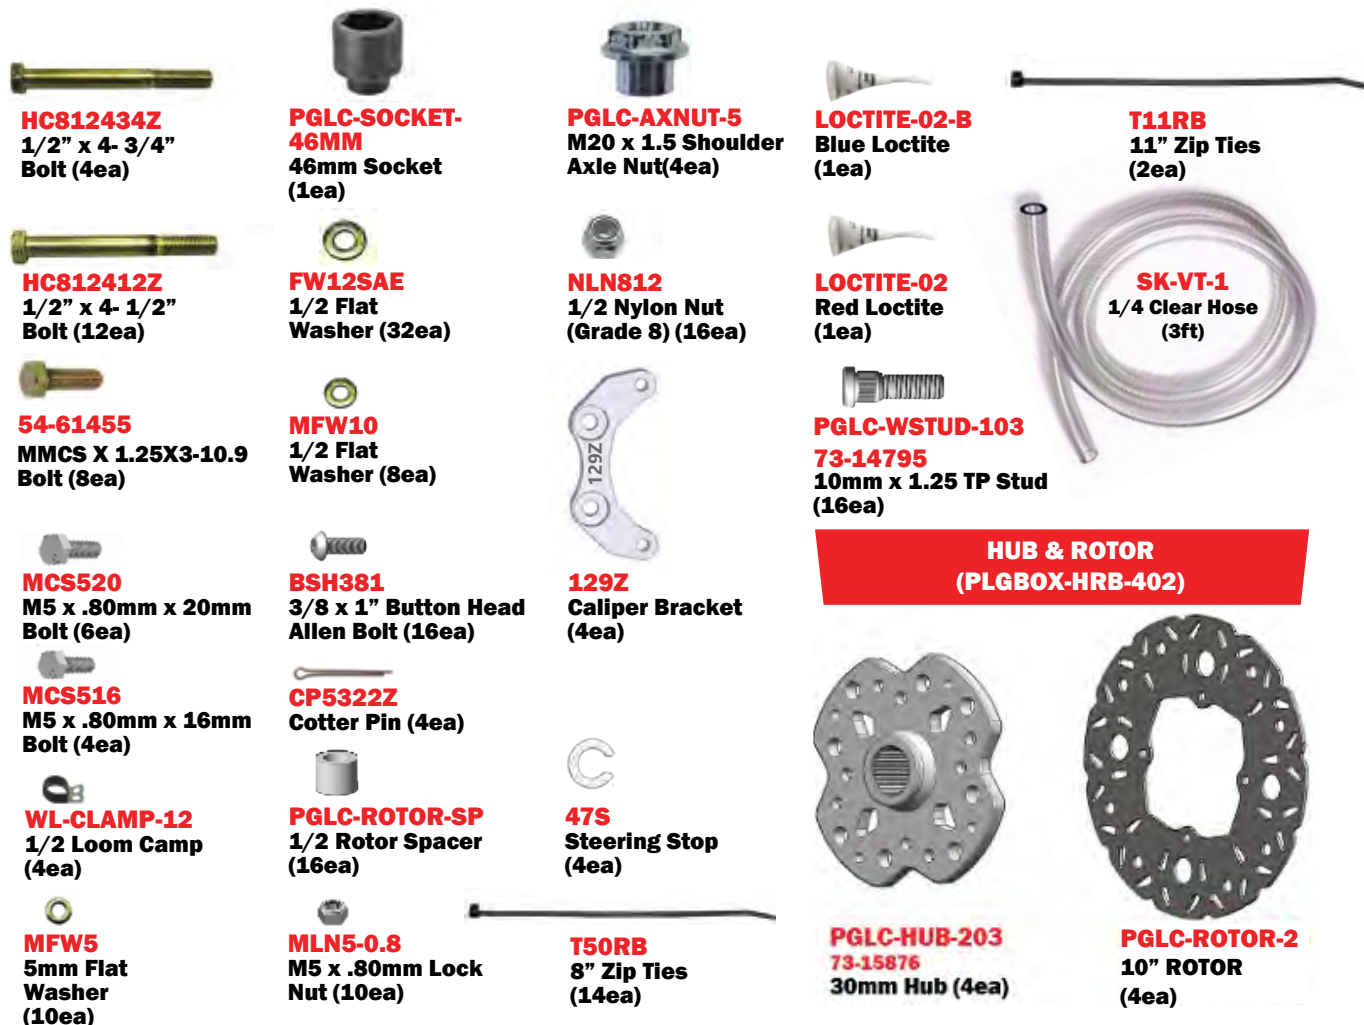 HC812434Z
1/2” x 4- 3/4”
Bolt (4ea)
PGLC-SOCKET-
46MM
46mm Socket
(1ea)
PGLC-AXNUT-5
M20 x 1.5 Shoulder
Axle Nut(4ea)
LOCTITE-02-B
Blue Loctite
(1ea)
T11RB
11” Zip Ties
(2ea)
HC812412Z
1/2” x 4- 1/2”
Bolt (12ea)
FW12SAE
1/2 Flat
Washer (32ea)
NLN812
1/2 Nylon Nut
(Grade 8) (16ea)
LOCTITE-02
Red Loctite
(1ea)
SK-VT-1
1/4 Clear Hose
(3ft)
54-61455
MMCS X 1.25X3-10.9
Bolt (8ea)
MFW10
1/2 Flat
Washer (8ea)
129Z
PGLC-WSTUD-103
73-14795
10mm x 1.25 TP Stud
(16ea)
MCS520
M5 x .80mm x 20mm
Bolt (6ea)
BSH381
3/8 x 1” Button Head
Allen Bolt (16ea)
129Z
Caliper Bracket
(4ea)
HUB & ROTOR
(PLGBOX-HRB-402)
MCS516
M5 x .80mm x 16mm
Bolt (4ea)
CP5322Z
Cotter Pin (4ea)
WL-CLAMP-12
1/2 Loom Camp
(4ea)
PGLC-ROTOR-SP
1/2 Rotor Spacer
(16ea)
47S
Steering Stop
(4ea)
MFW5
5mm Flat
Washer
(10ea)
MLN5-0.8
M5 x .80mm Lock
Nut (10ea)
T50RB
8” Zip Ties
(14ea)
PGLC-HUB-203
73-15876
30mm Hub (4ea)
PGLC-ROTOR-2
10” ROTOR
(4ea)